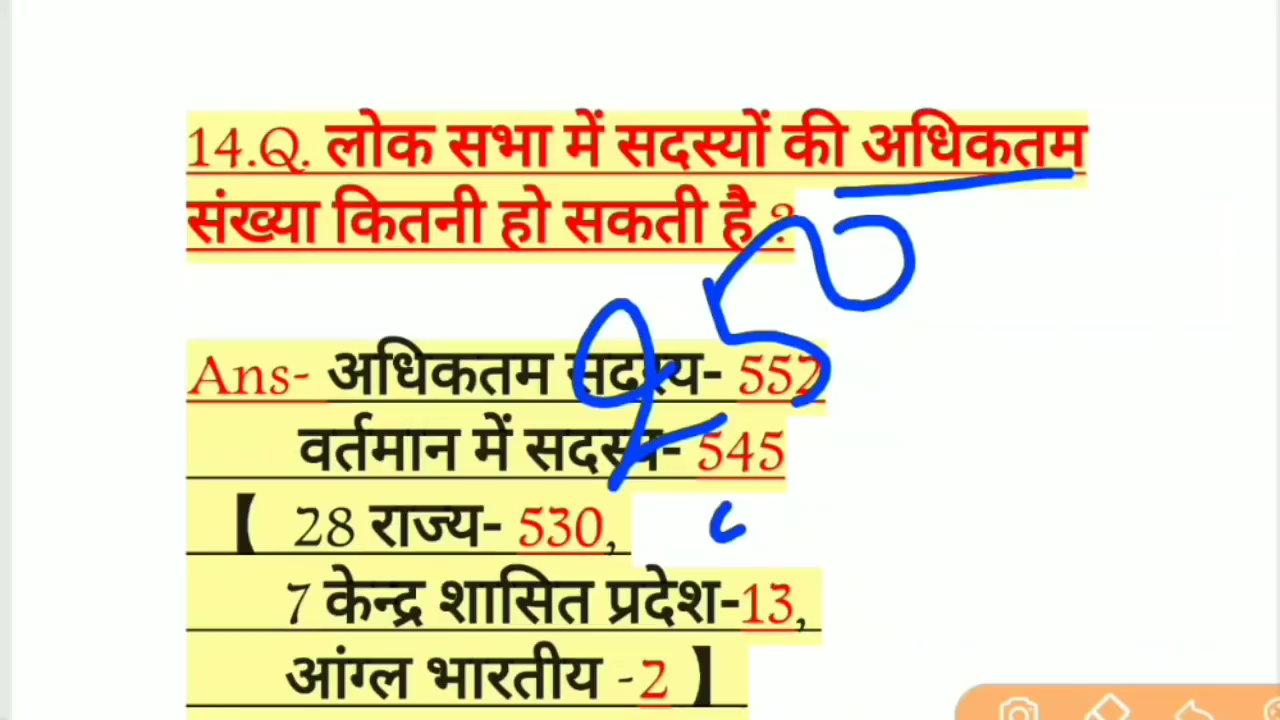 14.Q. लोक सभा में सदस्यों की अधिकतम
संख्या कितनी हो सकती है ?
250
Ans- अधिकतम सदस्य- 552
वर्तमान में सदस्य- 545
【 28 राज्य- 530,
7 केन्द्र शासित प्रदेश-13,
आंग्ल भारतीय -2 】